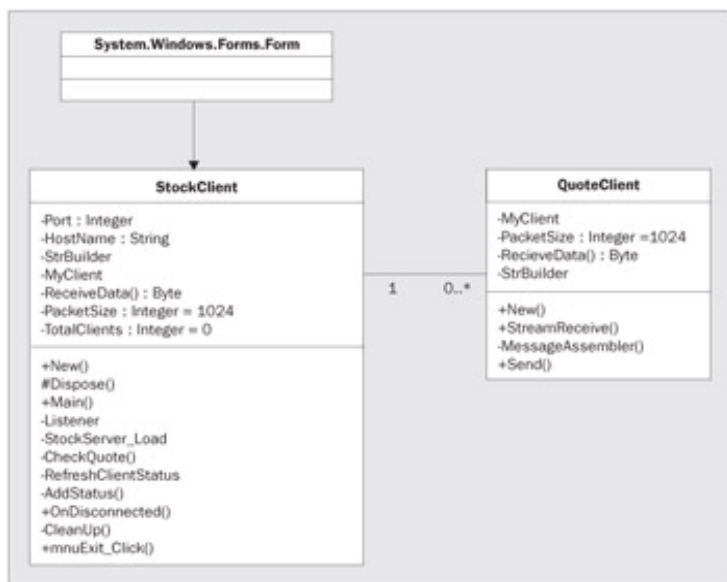 System.Windows.Forms.Form
StockClient
-Port : Integer
-HostName : String
-StrBuilder
-MyClient
-ReceiveData() : Byte
-PacketSize : Integer = 1024
-TotalClients : Integer = 0
+New()
#Dispose()
+Main()
-Listener
-StockServer_Load
-CheckQuote()
-RefreshClientStatus
-AddStatus()
+OnDisconnected()
-CleanUp()
+mnuExit_Click()
1
0..*
QuoteClient
-MyClient
-PacketSize : Integer =1024
-RecieveData() : Byte
-StrBuilder
+New()
+StreamReceive()
-MessageAssembler()
+Send()